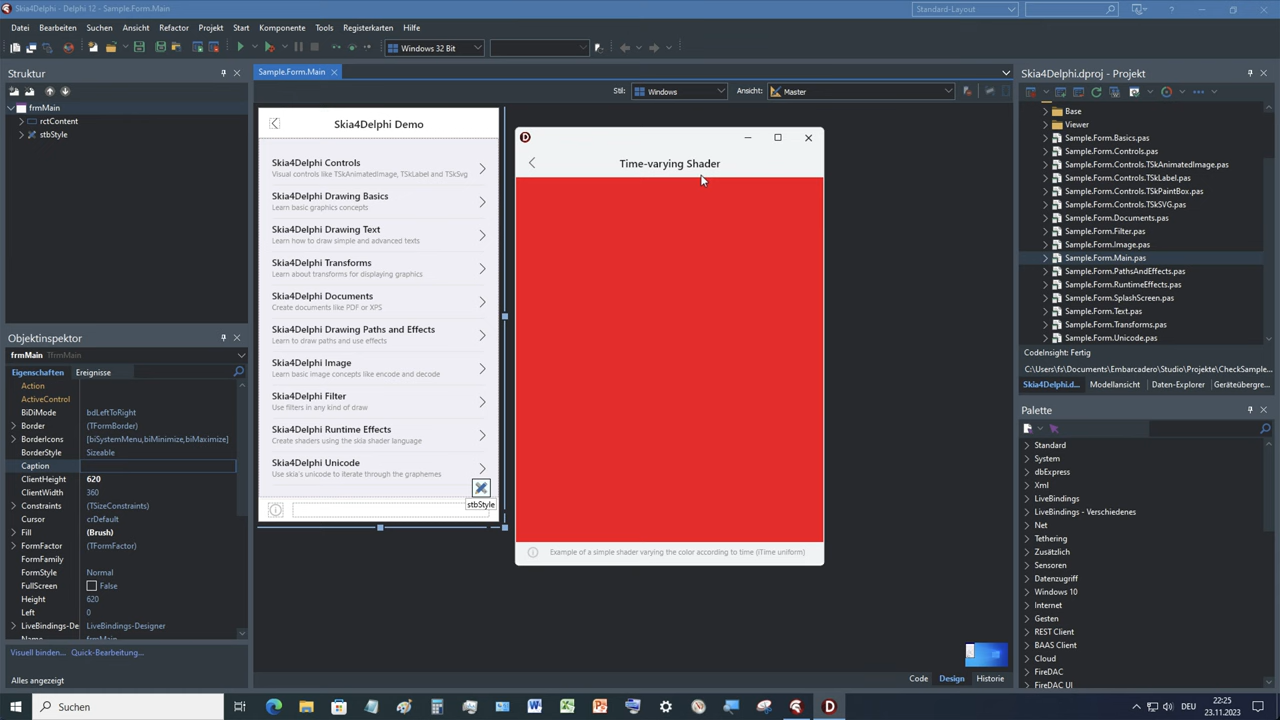 Skia4Delphi - Delphi 12 - Sample.Form.Main
Standard-Layout
Datei Bearbeiten Suchen Ansicht Refactor Projekt Start Komponente Tools Registerkarten Hilfe
Windows 32 Bit
Struktur
frmMain
rctContent
stbStyle
Objektinspektor
frmMain TfrmMain
Eigenschaften Ereignisse
Action
ActiveControl
BiDiMode bdLeftToRight
Border (TFormBorder)
BorderIcons [biSystemMenu,biMinimize,biMaximize]
BorderStyle Sizeable
Caption
ClientHeight 620
ClientWidth 360
Constraints (TSizeConstraints)
Cursor crDefault
Fill (Brush)
FormFactor (TFormFactor)
FormFamily
FormStyle Normal
FullScreen False
Height 620
Left 0
LiveBindings-De LiveBindings-Designer
Name frmMain
Visuell binden... Quick-Bearbeitung...
Alles angezeigt
Sample.Form.Main
Stil: Windows Ansicht: Master
Skia4Delphi Demo
Skia4Delphi Controls
Visual controls like TSkAnimatedImage, TSkLabel and TSkSvg
Skia4Delphi Drawing Basics
Learn basic graphics concepts
Skia4Delphi Drawing Text
Learn how to draw simple and advanced texts
Skia4Delphi Transforms
Learn about transforms for displaying graphics
Skia4Delphi Documents
Create documents like PDF or XPS
Skia4Delphi Drawing Paths and Effects
Learn to draw paths and use effects
Skia4Delphi Image
Learn basic image concepts like encode and decode
Skia4Delphi Filter
Use filters in any kind of draw
Skia4Delphi Runtime Effects
Create shaders using the skia shader language
Skia4Delphi Unicode
Use skia's unicode to iterate through the graphemes
stbStyle
Time-varying Shader
Example of a simple shader varying the color according to time (iTime uniform)
Code Design Historie
Skia4Delphi.dproj - Projekt
Base
Viewer
Sample.Form.Basics.pas
Sample.Form.Controls.pas
Sample.Form.Controls.TSkAnimatedImage.pas
Sample.Form.Controls.TSkLabel.pas
Sample.Form.Controls.TSkPaintBox.pas
Sample.Form.Controls.TSkSVG.pas
Sample.Form.Documents.pas
Sample.Form.Filter.pas
Sample.Form.Image.pas
Sample.Form.Main.pas
Sample.Form.PathsAndEffects.pas
Sample.Form.RuntimeEffects.pas
Sample.Form.SplashScreen.pas
Sample.Form.Text.pas
Sample.Form.Transforms.pas
Sample.Form.Unicode.pas
CodeInsight: Fertig
C:\Users\fs\Documents\Embarcadero\Studio\Projekte\CheckSample...
Skia4Delphi.d... Modellansicht Daten-Explorer Geräteübergre...
Palette
Standard
System
dbExpress
Xml
LiveBindings
LiveBindings - Verschiedenes
Net
Tethering
Zusätzlich
Sensoren
Datenzugriff
Windows 10
Internet
Gesten
REST Client
BAAS Client
Cloud
FireDAC
FireDAC UI
Suchen
DEU
22:25
23.11.2023